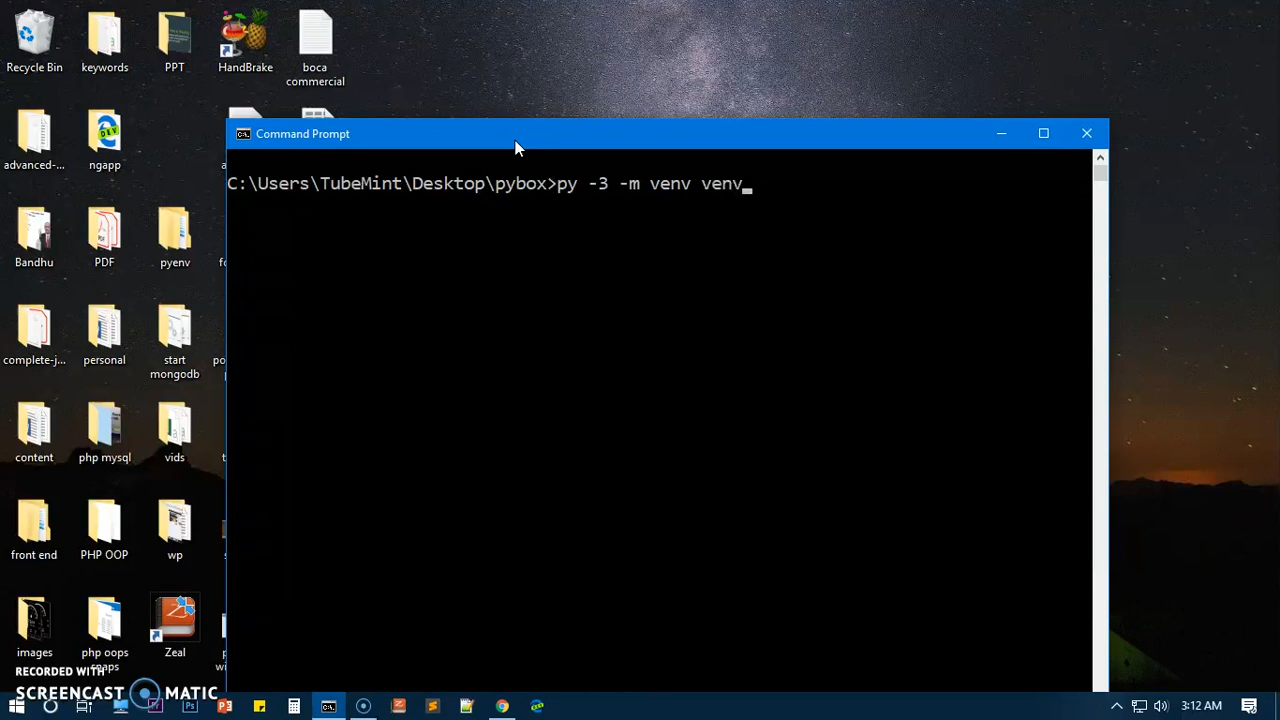 Recycle Bin
keywords
PPT
HandBrake
boca
commercial
advanced-...
ngapp
DEV
Command Prompt
C:\Users\TubeMint\Desktop\pybox>py -3 -m venv venv
Bandhu
PDF
pyenv
complete-j...
personal
start
mongodb
content
php mysql
vids
front end
PHP OOP
wp
images
php oops
snaps
Zeal
RECORDED WITH
SCREENCAST MATIC
3:12 AM